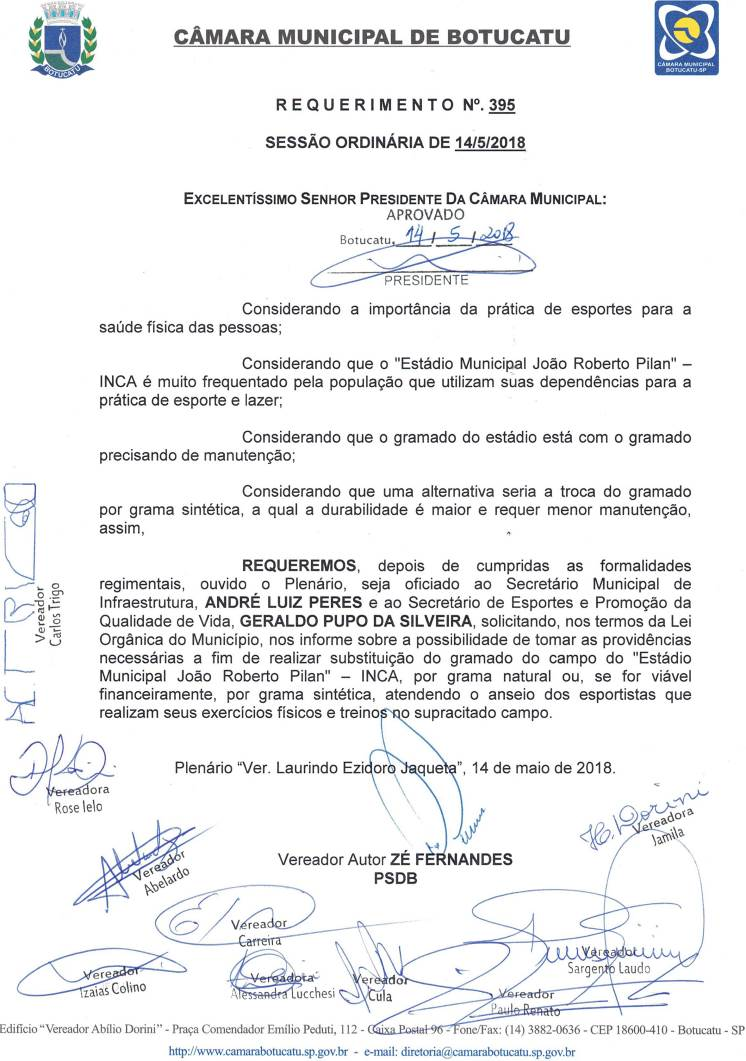 CÂMARA MUNICIPAL DE BOTUCATU
BOTUCATU
CÂMARA MUNICIPAL
BOTUCATU-SP
REQUERIMENTO Nº. 395
SESSÃO ORDINÁRIA DE 14/5/2018
EXCELENTÍSSIMO SENHOR PRESIDENTE DA CÂMARA MUNICIPAL:
APROVADO
Botucatu, 14 / 5 / 2018
PRESIDENTE
Considerando a importância da prática de esportes para a
saúde física das pessoas;
Considerando que o "Estádio Municipal João Roberto Pilan" –
INCA é muito frequentado pela população que utilizam suas dependências para a
prática de esporte e lazer;
Considerando que o gramado do estádio está com o gramado
precisando de manutenção;
Considerando que uma alternativa seria a troca do gramado
por grama sintética, a qual a durabilidade é maior e requer menor manutenção,
assim,
REQUEREMOS, depois de cumpridas as formalidades
regimentais, ouvido o Plenário, seja oficiado ao Secretário Municipal de
Infraestrutura, ANDRÉ LUIZ PERES e ao Secretário de Esportes e Promoção da
Qualidade de Vida, GERALDO PUPO DA SILVEIRA, solicitando, nos termos da Lei
Orgânica do Município, nos informe sobre a possibilidade de tomar as providências
necessárias a fim de realizar substituição do gramado do campo do "Estádio
Municipal João Roberto Pilan" – INCA, por grama natural ou, se for viável
financeiramente, por grama sintética, atendendo o anseio dos esportistas que
realizam seus exercícios físicos e treinos no supracitado campo.
Plenário “Ver. Laurindo Ezidoro Jaqueta”, 14 de maio de 2018.
Vereador
Carlos Trigo
Vereadora
Rose Ielo
H. Dorini
Vereadora
Jamila
Vereador
Abelardo
Vereador Autor ZÉ FERNANDES
PSDB
Vereador
Carreira
Vereador
Sargento Laudo
Vereador
Izaias Colino
Vereadora
Alessandra Lucchesi
Vereador
Cula
Vereador
Paulo Renato
Edifício “Vereador Abílio Dorini” - Praça Comendador Emílio Peduti, 112 - Caixa Postal 96 - Fone/Fax: (14) 3882-0636 - CEP 18600-410 - Botucatu - SP
http://www.camarabotucatu.sp.gov.br - e-mail: diretoria@camarabotucatu.sp.gov.br